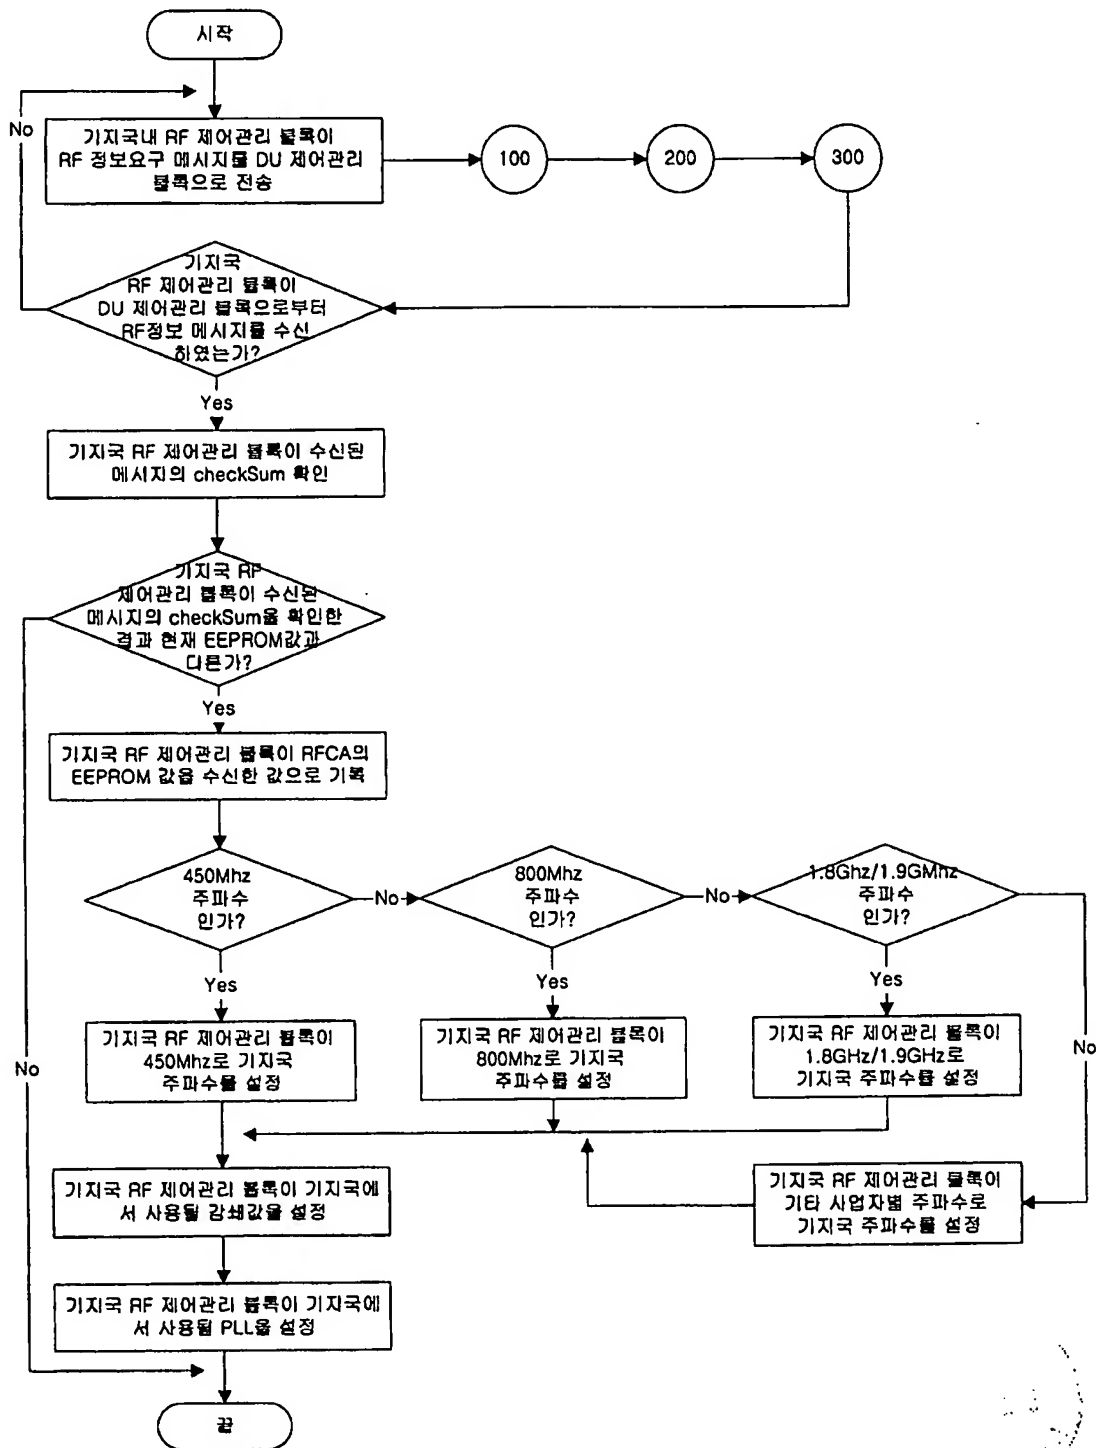 시작
No
기지국내 RF 제어관리 블록이
RF 정보요구 메시지를 DU 제어관리
블록으로 전송
100
200
300
기지국
RF 제어관리 블록이
DU 제어관리 블록으로부터
RF정보 메시지를 수신
하였는가?
Yes
기지국 RF 제어관리 블록이 수신된
메시지의 checkSum 확인
기지국 RF
제어관리 블록이 수신된
메시지의 checkSum을 확인한
결과 현재 EEPROM값과
다른가?
Yes
기지국 RF 제어관리 블록이 RFCA의
EEPROM 값을 수신한 값으로 기록
450Mhz
주파수
인가?
No
800Mhz
주파수
인가?
No
1.8Ghz/1.9GMhz
주파수
인가?
Yes
Yes
Yes
기지국 RF 제어관리 블록이
450Mhz로 기지국
주파수를 설정
기지국 RF 제어관리 블록이
800Mhz로 기지국
주파수를 설정
기지국 RF 제어관리 블록이
1.8GHz/1.9GHz로
기지국 주파수를 설정
No
No
기지국 RF 제어관리 블록이 기지국에
서 사용될 감쇄값을 설정
기지국 RF 제어관리 블록이
기타 사업자별 주파수로
기지국 주파수를 설정
기지국 RF 제어관리 블록이 기지국에
서 사용될 PLL을 설정
끝